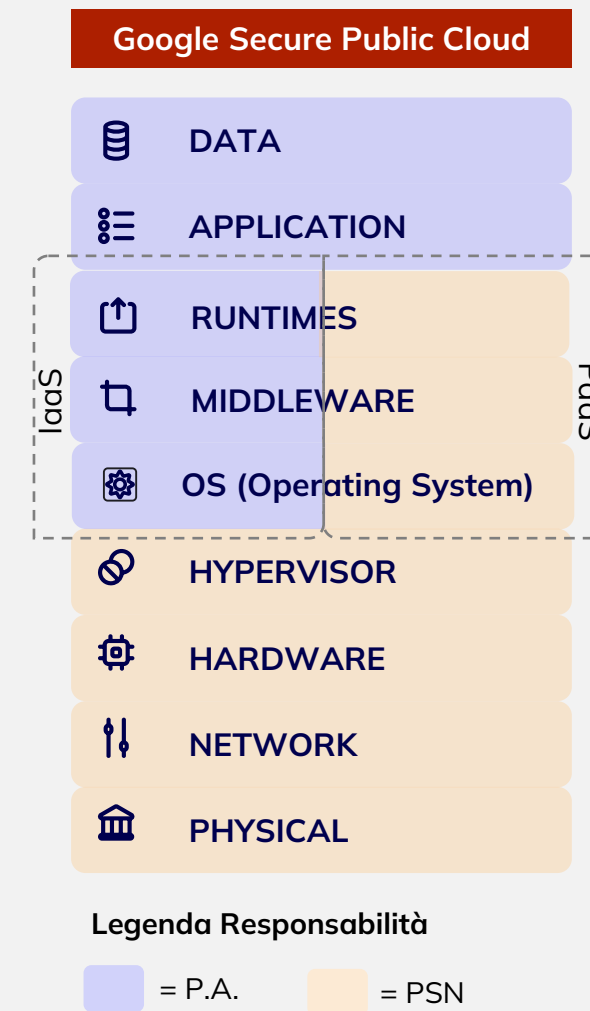 Google Secure Public Cloud
DATA
APPLICATION
RUNTIMES
MIDDLEWARE
OS (Operating System)
IaaS
HYPERVISOR
HARDWARE
NETWORK
PHYSICAL
Legenda Responsabilità
= P.A.
= PSN